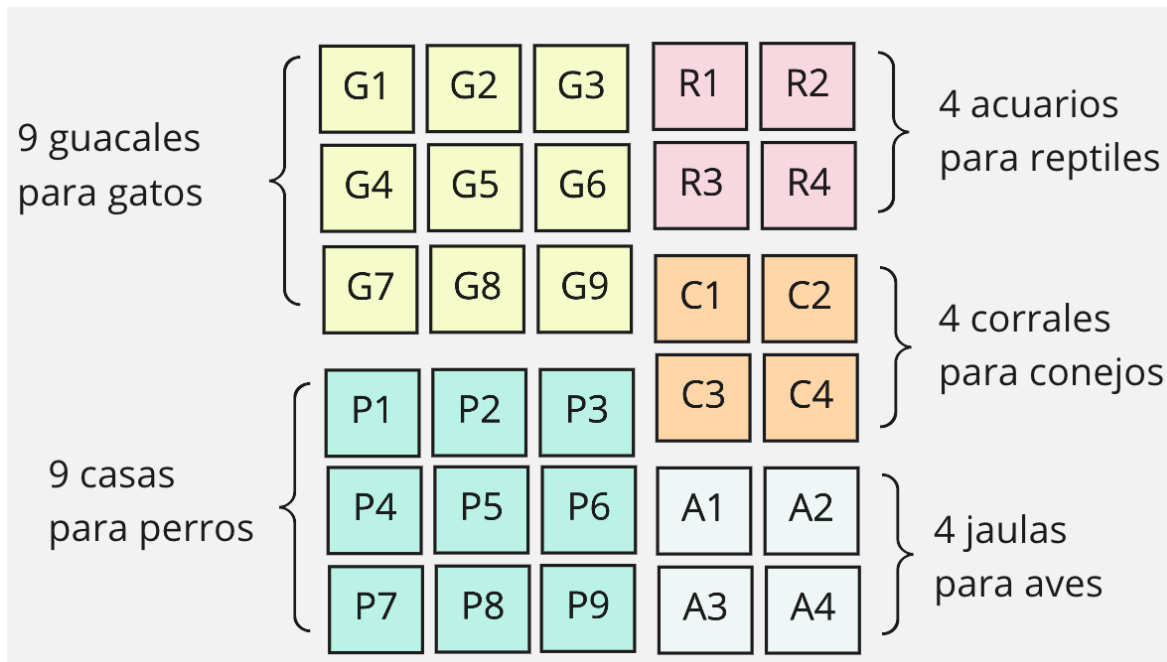 9 guacales
para gatos
G1 G2 G3
G4 G5 G6
G7 G8 G9
R1 R2
R3 R4
4 acuarios
para reptiles
C1 C2
C3 C4
4 corrales
para conejos
9 casas
para perros
P1 P2 P3
P4 P5 P6
P7 P8 P9
A1 A2
A3 A4
4 jaulas
para aves